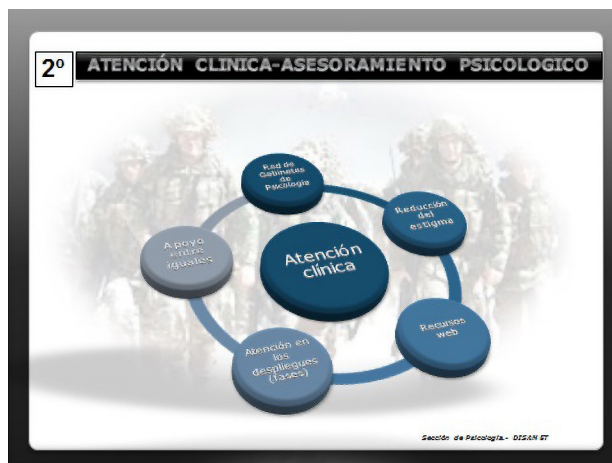 2º
ATENCIÓN CLINICA-ASESORAMIENTO PSICOLOGICO
Red de
Gabinetes
de
Psicología
Reducción
del
estigma
Recursos
web
Atención en
los
despliegues
(fases)
Apoyo
entre
iguales
Atención
clínica
Sección de Psicología.- DISAN ET